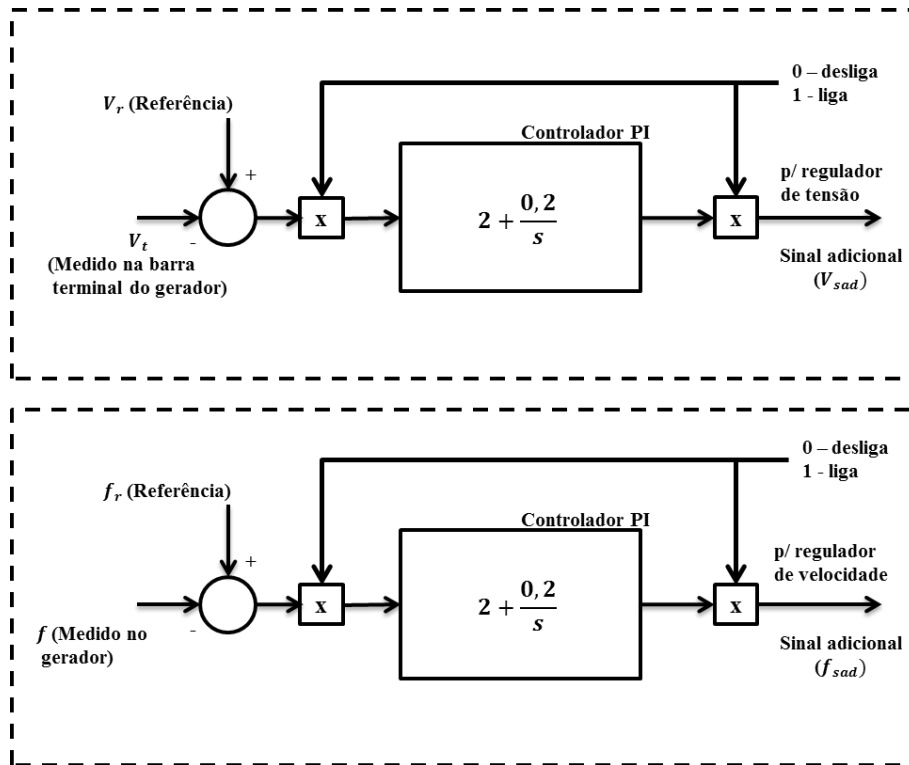 0 – desliga
1 - liga
V_r (Referência)
Controlador PI
+
x
2 + 0,2/s
x
p/ regulador
de tensão
-
V_t
(Medido na barra
terminal do gerador)
Sinal adicional
(V_sad)
0 – desliga
1 - liga
f_r (Referência)
Controlador PI
+
x
2 + 0,2/s
x
p/ regulador
de velocidade
-
f (Medido no
gerador)
Sinal adicional
(f_sad)